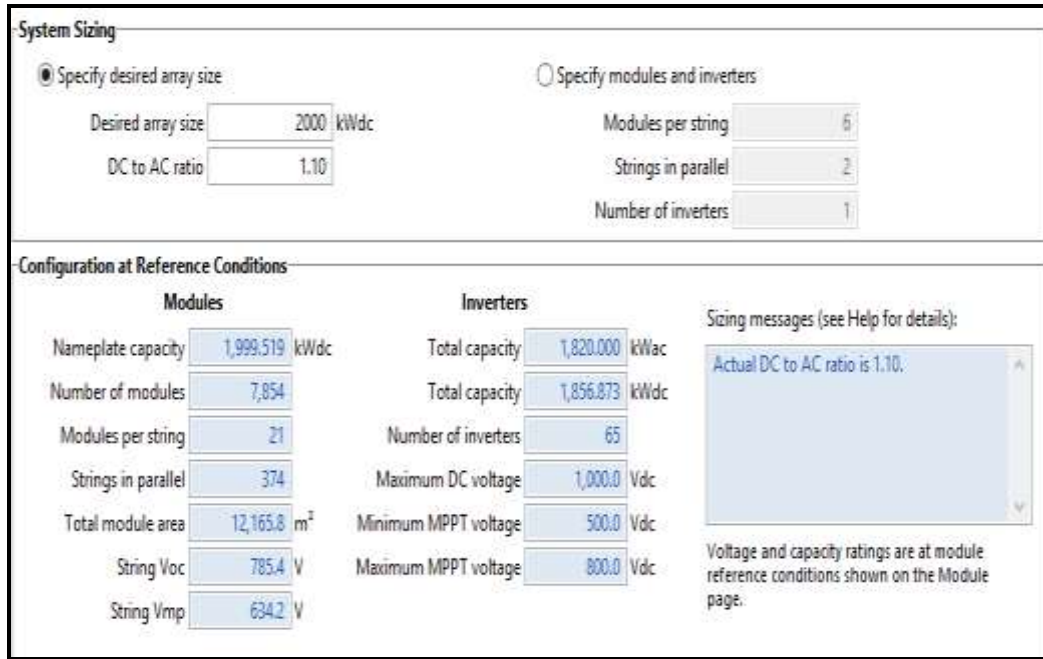 System Sizing
Specify desired array size
Desired array size 2000 kWdc
DC to AC ratio 1.10
Specify modules and inverters
Modules per string 6
Strings in parallel 2
Number of inverters 1
Configuration at Reference Conditions
Modules
Nameplate capacity 1,999.519 kWdc
Number of modules 7,854
Modules per string 21
Strings in parallel 374
Total module area 12,165.8 m²
String Voc 785.4 V
String Vmp 634.2 V
Inverters
Total capacity 1,820.000 kWac
Total capacity 1,856.873 kWdc
Number of inverters 65
Maximum DC voltage 1,000.0 Vdc
Minimum MPPT voltage 500.0 Vdc
Maximum MPPT voltage 800.0 Vdc
Sizing messages (see Help for details):
Actual DC to AC ratio is 1.10.
Voltage and capacity ratings are at module
reference conditions shown on the Module
page.